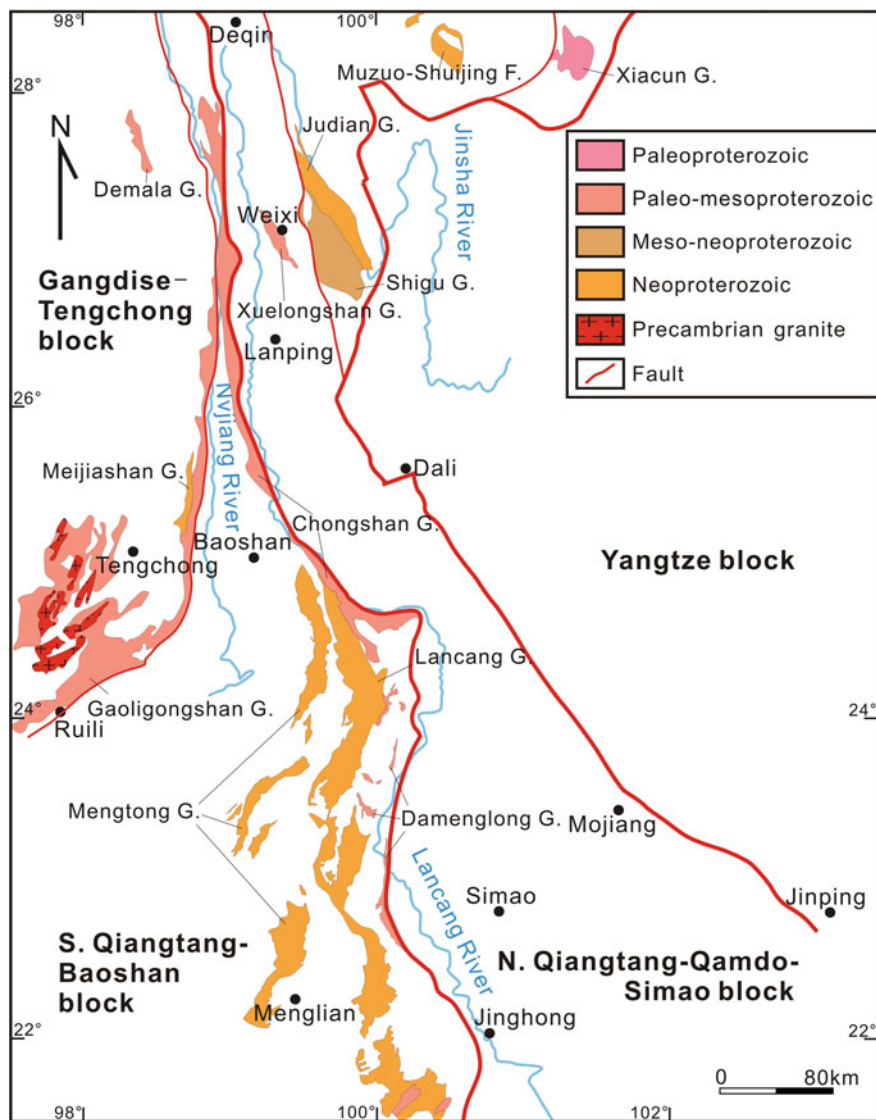 98°
100°
Deqin
Muzuo-Shuijing F.
Xiacun G.
28°
N
Judian G.
Jinsha River
Demala G.
Weixi
Paleoproterozoic
Paleo-mesoproterozoic
Meso-neoproterozoic
Neoproterozoic
Precambrian granite
Fault
Gangdise-
Tengchong
block
Shigu G.
Xuelongshan G.
Lanping
26°
Nvjiang River
Dali
Meijiashan G.
Chongshan G.
Baoshan
Tengchong
Yangtze block
Lancang G.
Gaoligongshan G.
24°
24°
Ruili
Mengtong G.
Damenglong G.
Mojiang
Lancang River
Simao
Jinping
S. Qiangtang-
Baoshan
block
N. Qiangtang-Qamdo-
Simao block
Menglian
Jinghong
22°
22°
0 80km
98°
100°
102°